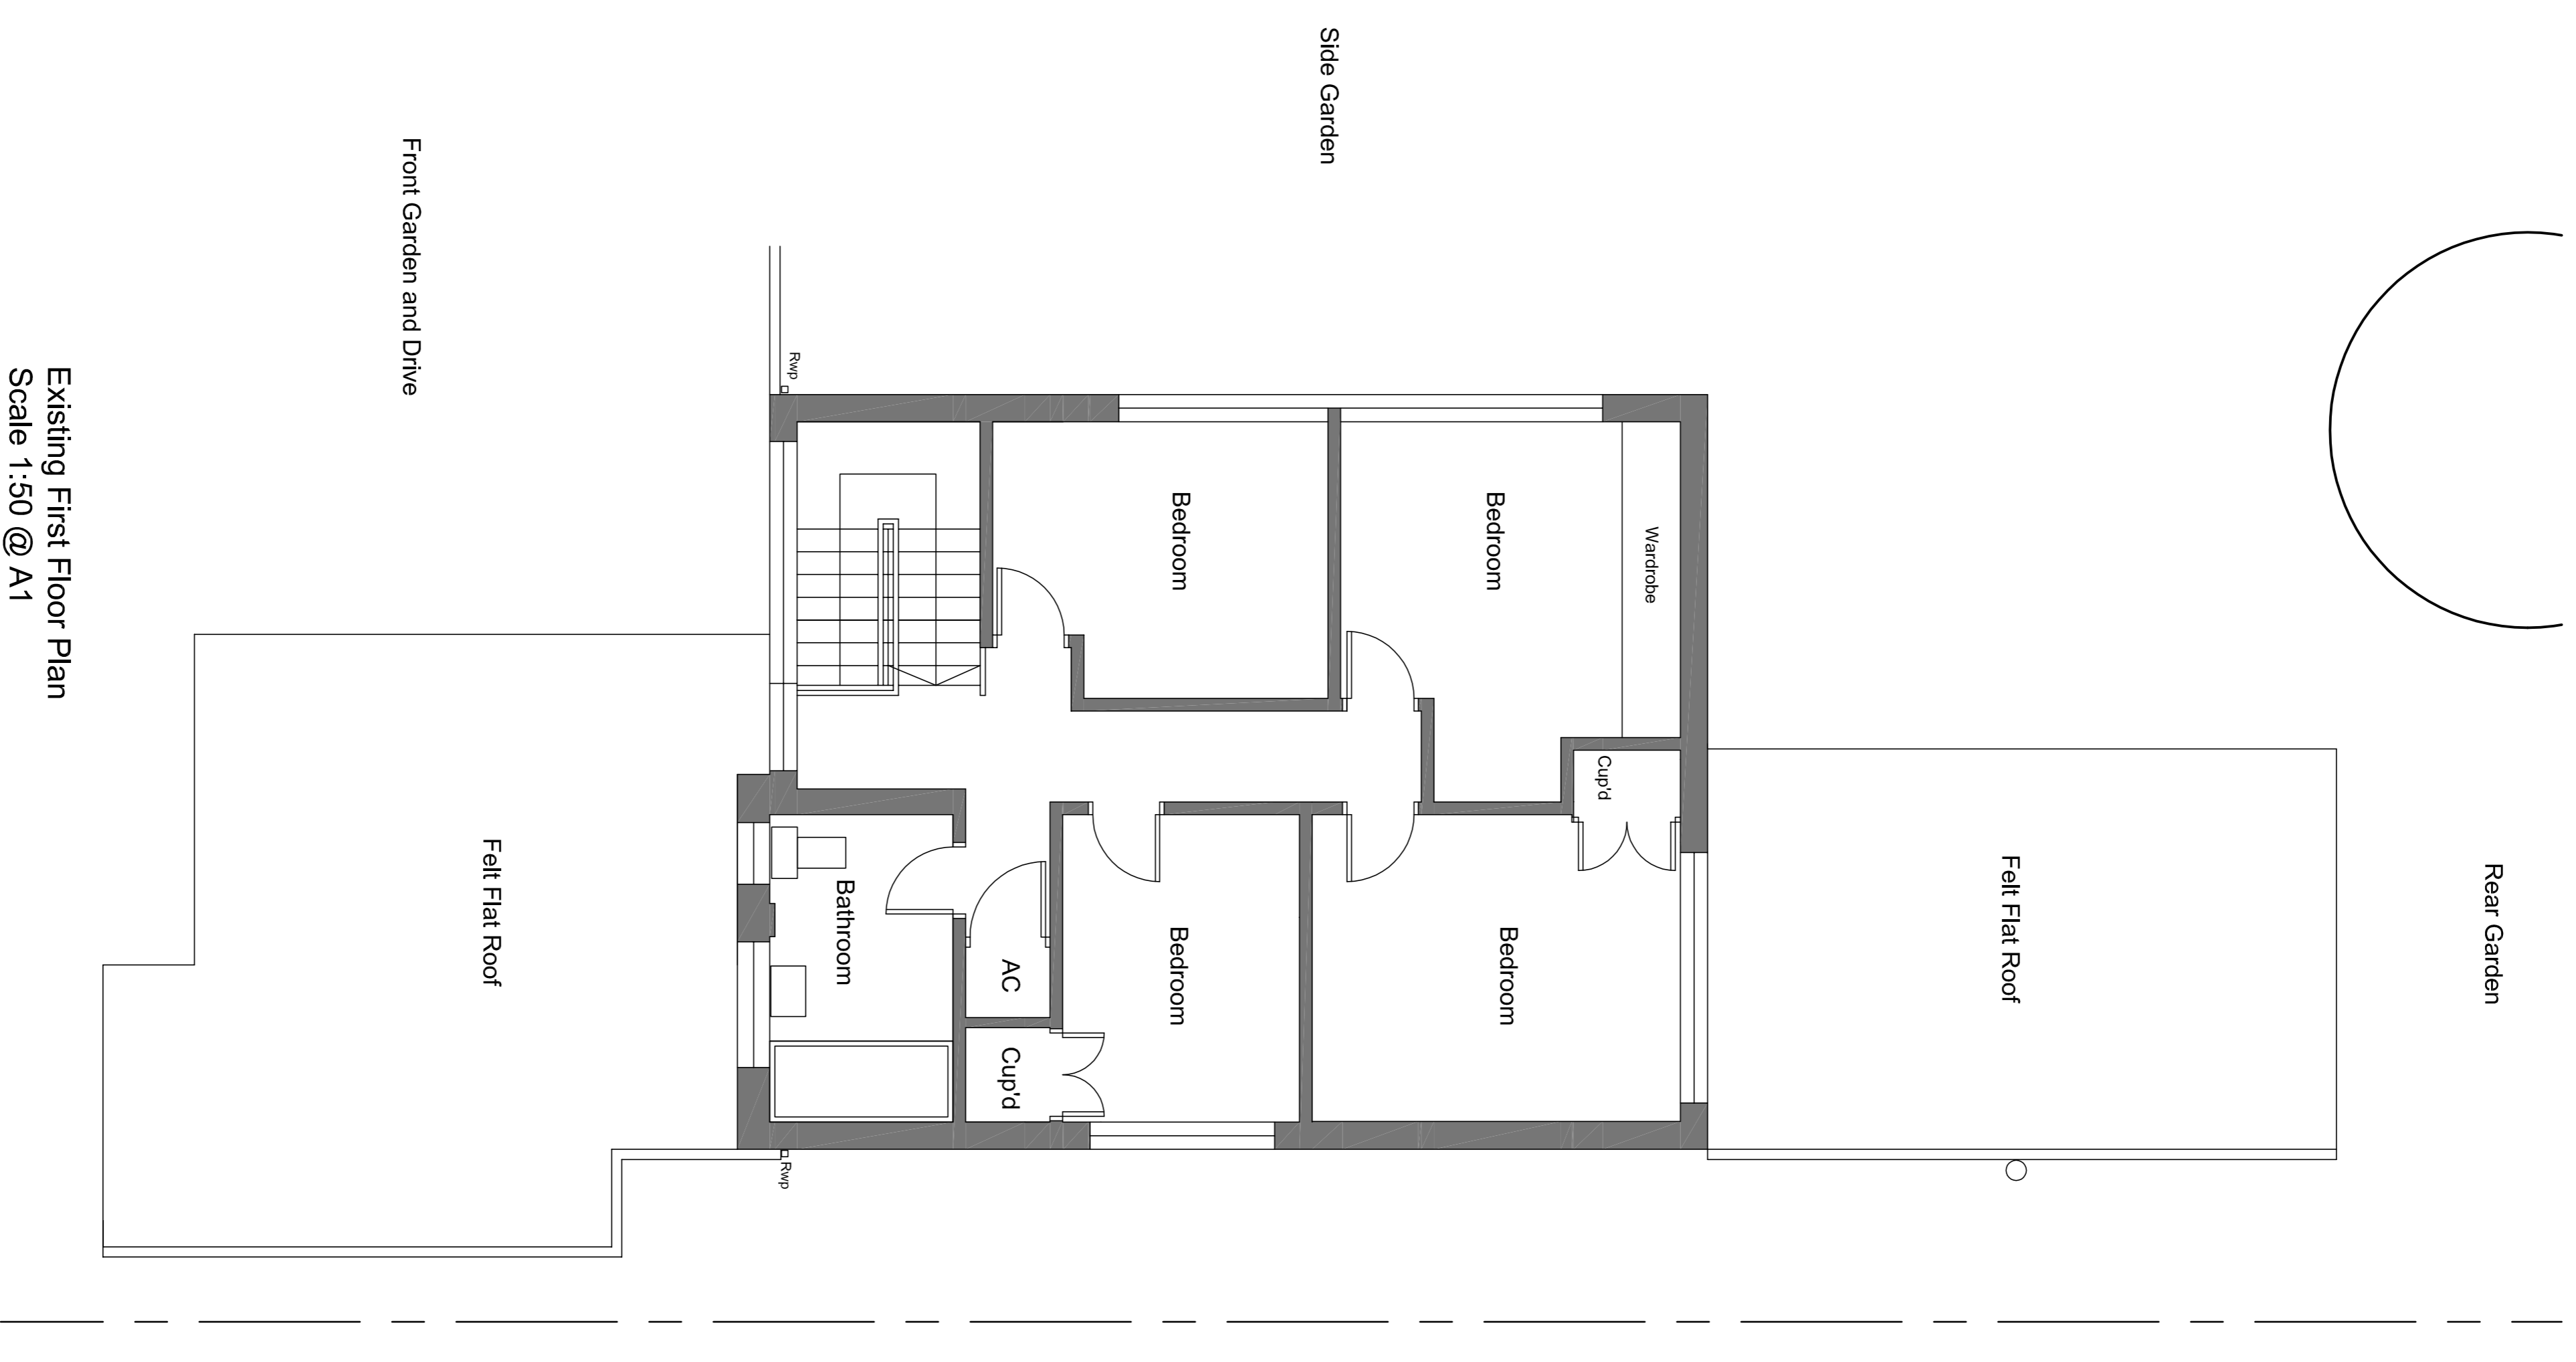 Side Garden
Front Garden and Drive
Rwp
Bedroom
Bedroom
Wardrobe
Cup'd
Bathroom
AC
Cup'd
Bedroom
Bedroom
Felt Flat Roof
Felt Flat Roof
Rear Garden
Rwp
Existing First Floor Plan
Scale 1:50 @ A1